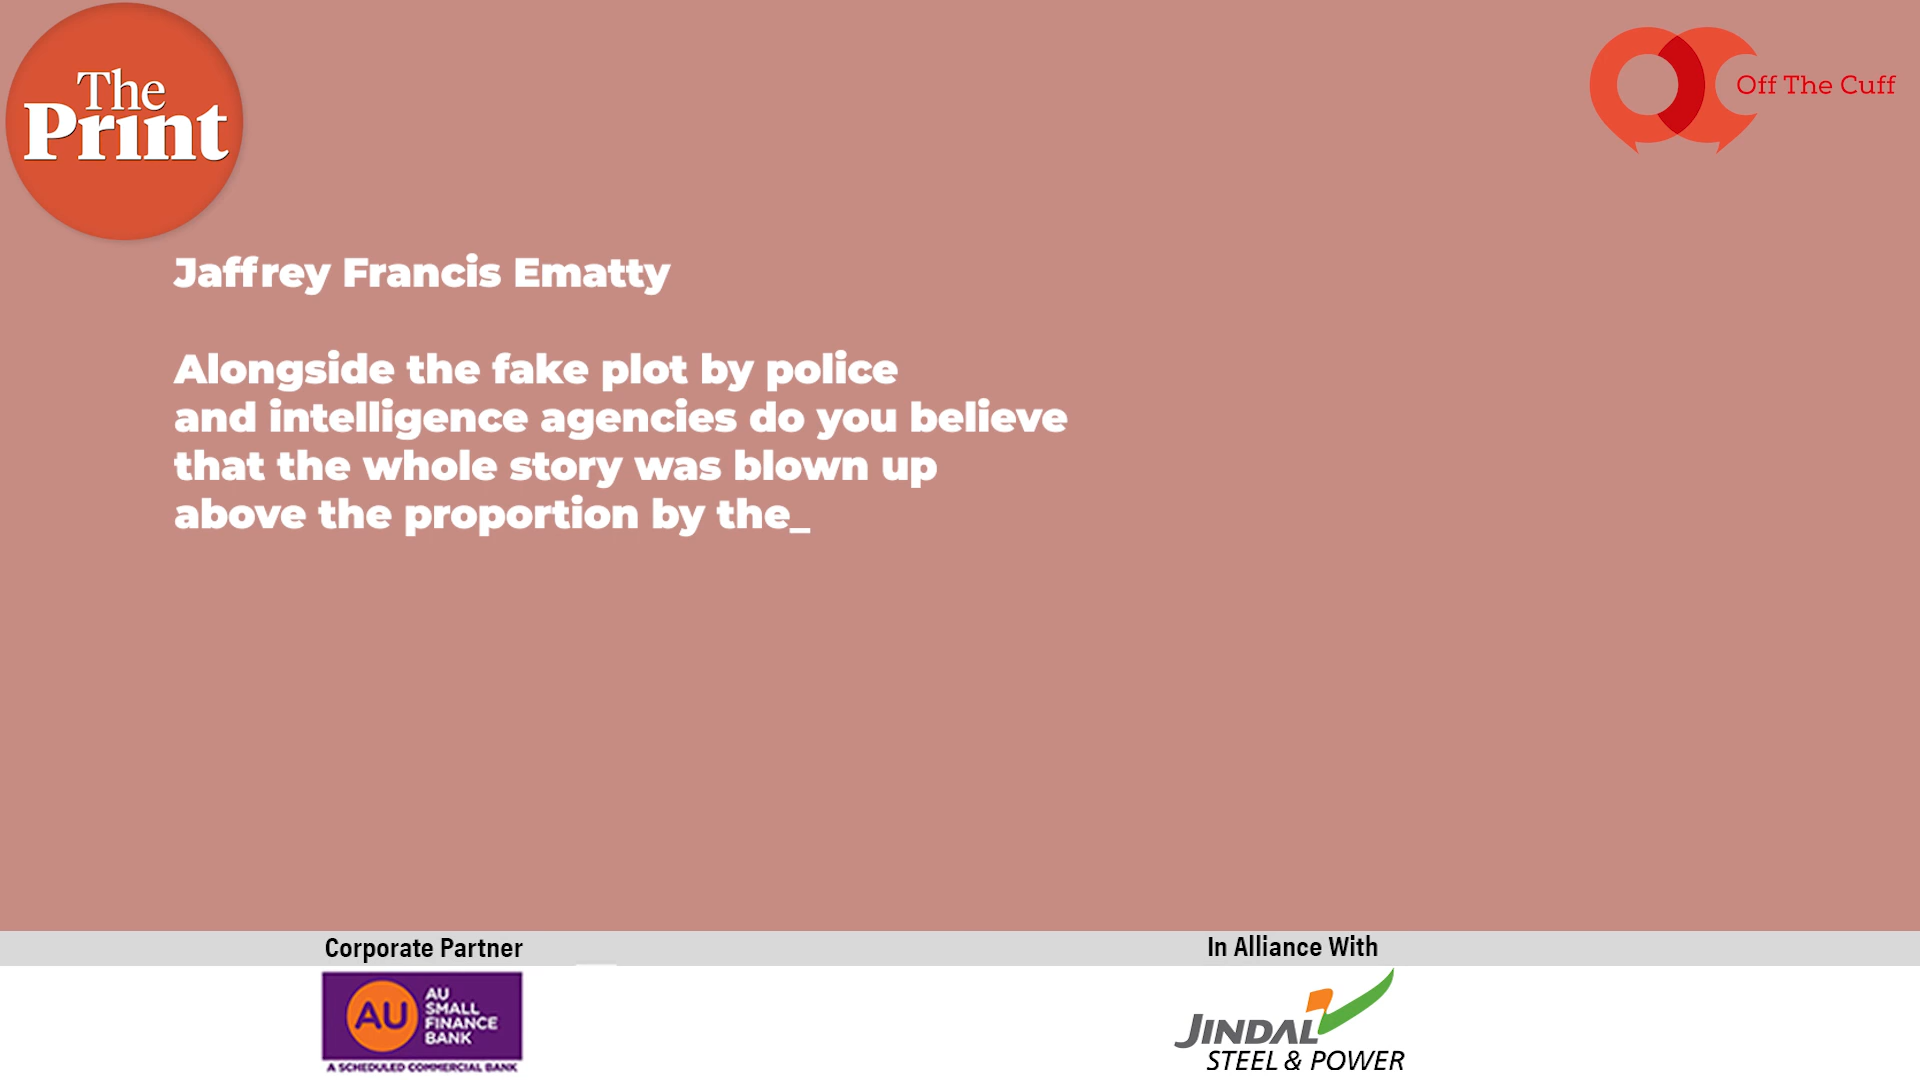 The
Print
Off The Cuff
Jaffrey Francis Ematty
Alongside the fake plot by police
and intelligence agencies do you believe
that the whole story was blown up
above the proportion by the_
Corporate Partner
In Alliance With
AU
AU
SMALL
FINANCE
BANK
A SCHEDULED COMMERCIAL BANK
JINDAL
STEEL & POWER